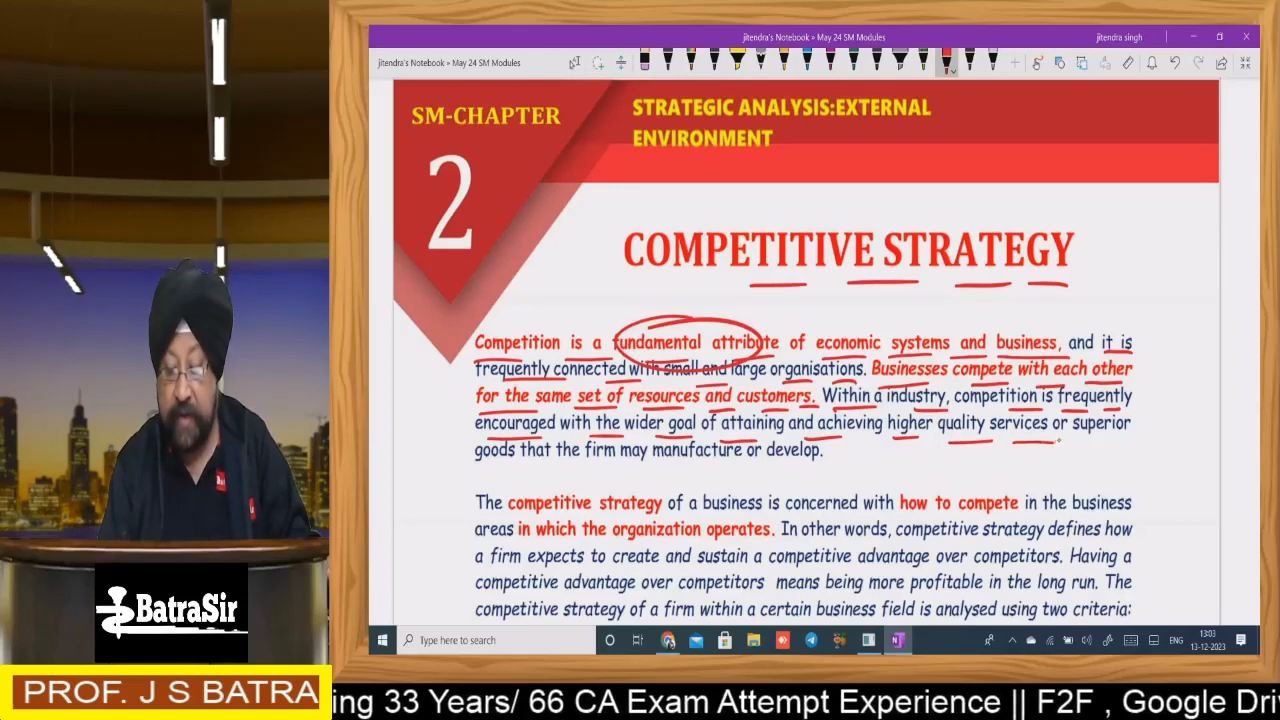 jitendra's Notebook » May 24 SM Modules
jitendra singh
jitendra's Notebook » May 24 SM Modules
SM-CHAPTER
2
STRATEGIC ANALYSIS:EXTERNAL
ENVIRONMENT
COMPETITIVE STRATEGY
Competition is a fundamental attribute of economic systems and business, and it is
frequently connected with small and large organisations. Businesses compete with each other
for the same set of resources and customers. Within a industry, competition is frequently
encouraged with the wider goal of attaining and achieving higher quality services or superior
goods that the firm may manufacture or develop.
The competitive strategy of a business is concerned with how to compete in the business
areas in which the organization operates. In other words, competitive strategy defines how
a firm expects to create and sustain a competitive advantage over competitors. Having a
competitive advantage over competitors means being more profitable in the long run. The
competitive strategy of a firm within a certain business field is analysed using two criteria:
Type here to search
ENG
13:03
13-12-2023
BatraSir
PROF. J S BATRA
ing 33 Years/ 66 CA Exam Attempt Experience || F2F , Google Dri